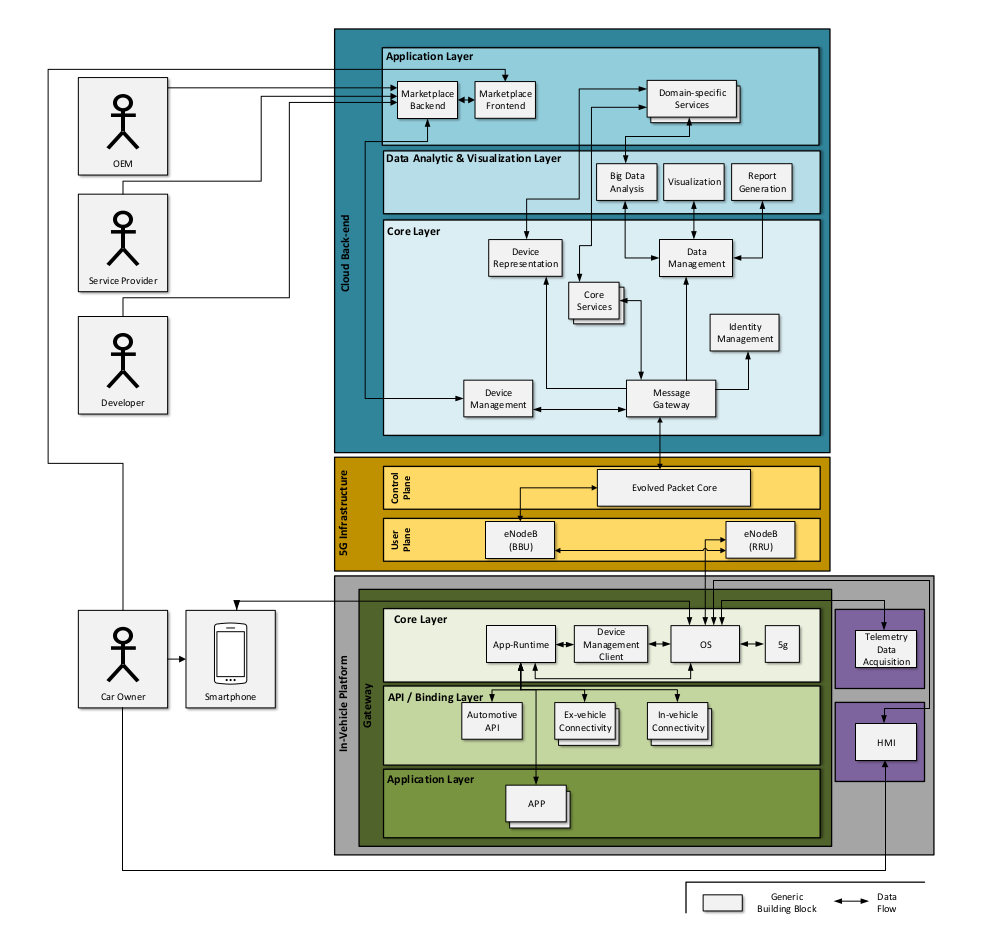 Application Layer
Marketplace
Backend
Marketplace
Frontend
Domain-specific
Services
OEM
Data Analytic & Visualization Layer
Big Data
Analysis
Visualization
Report
Generation
Cloud Back-end
Service Provider
Core Layer
Device
Representation
Data
Management
Core
Services
Identity
Management
Developer
Device
Management
Message
Gateway
5G Infrastructure
Control
Plane
Evolved Packet Core
User
Plane
eNodeB
(BBU)
eNodeB
(RRU)
In-Vehicle Platform
Gateway
Core Layer
App-Runtime
Device
Management
Client
OS
5g
Telemetry
Data
Acquisition
Car Owner
Smartphone
API / Binding Layer
Automotive
API
Ex-vehicle
Connectivity
In-vehicle
Connectivity
HMI
Application Layer
APP
Generic
Building Block
Data
Flow